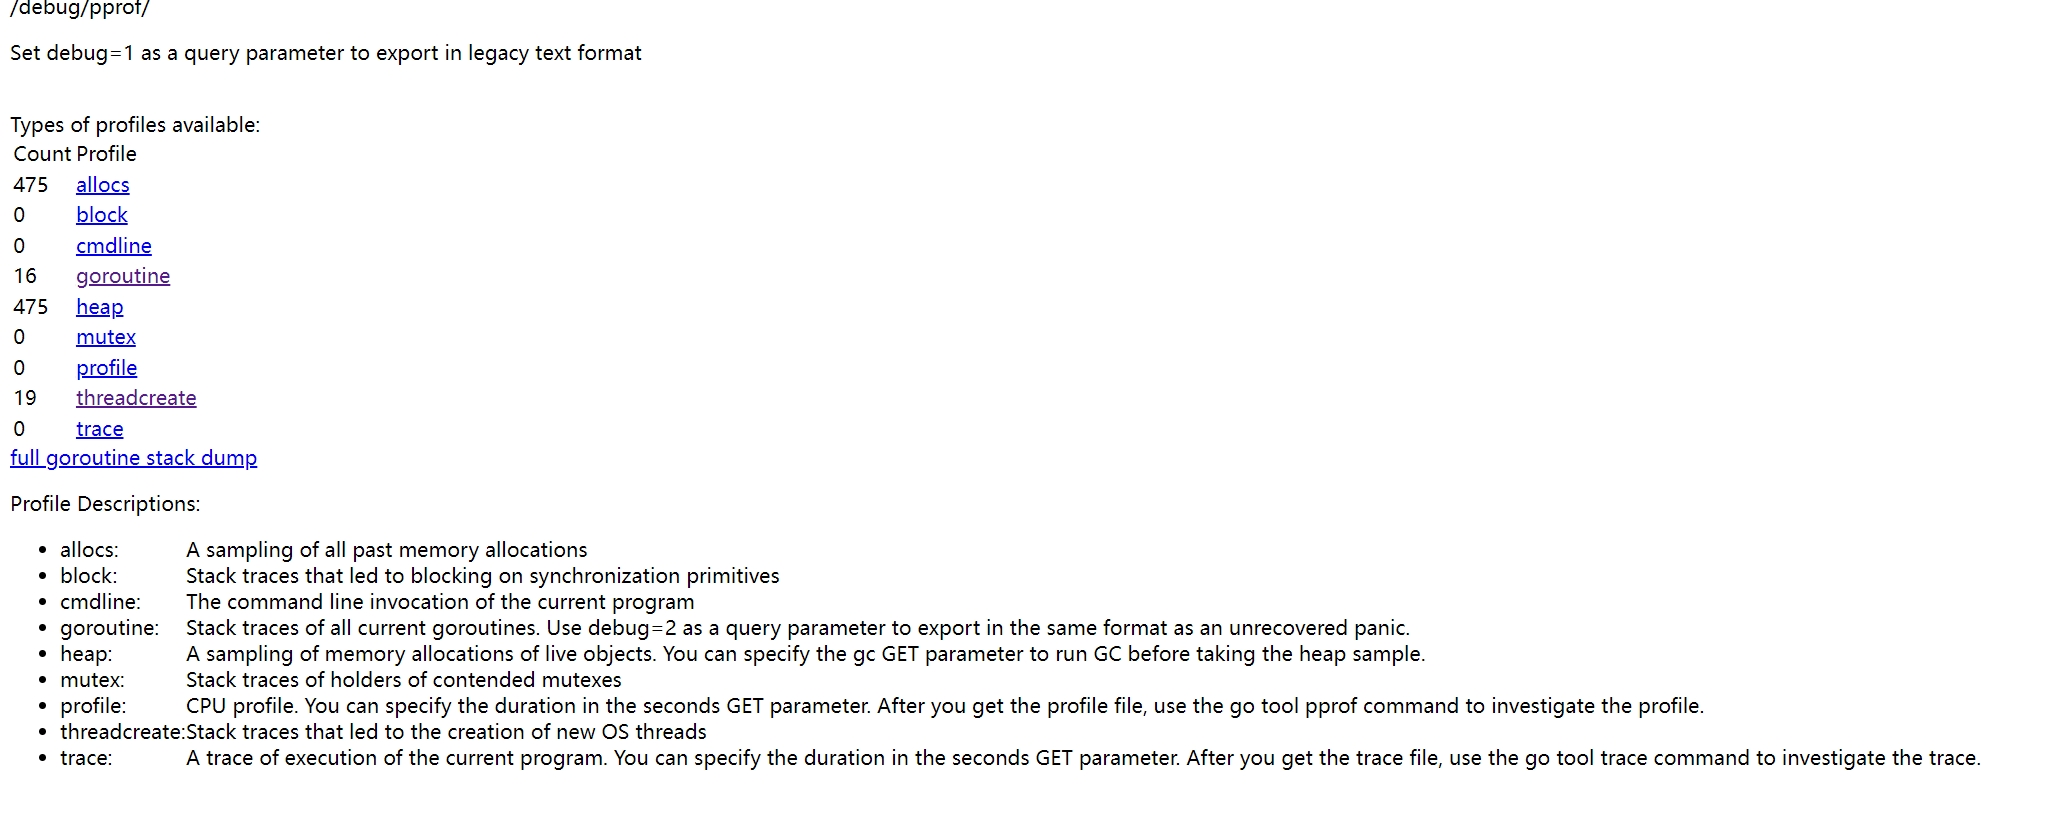 /debug/pprof/
Set debug=1 as a query parameter to export in legacy text format
Types of profiles available:
Count Profile
475 allocs
0 block
0 cmdline
16 goroutine
475 heap
0 mutex
0 profile
19 threadcreate
0 trace
full goroutine stack dump
Profile Descriptions:
• allocs: A sampling of all past memory allocations
• block: Stack traces that led to blocking on synchronization primitives
• cmdline: The command line invocation of the current program
• goroutine: Stack traces of all current goroutines. Use debug=2 as a query parameter to export in the same format as an unrecovered panic.
• heap: A sampling of memory allocations of live objects. You can specify the gc GET parameter to run GC before taking the heap sample.
• mutex: Stack traces of holders of contended mutexes
• profile: CPU profile. You can specify the duration in the seconds GET parameter. After you get the profile file, use the go tool pprof command to investigate the profile.
• threadcreate:Stack traces that led to the creation of new OS threads
• trace: A trace of execution of the current program. You can specify the duration in the seconds GET parameter. After you get the trace file, use the go tool trace command to investigate the trace.